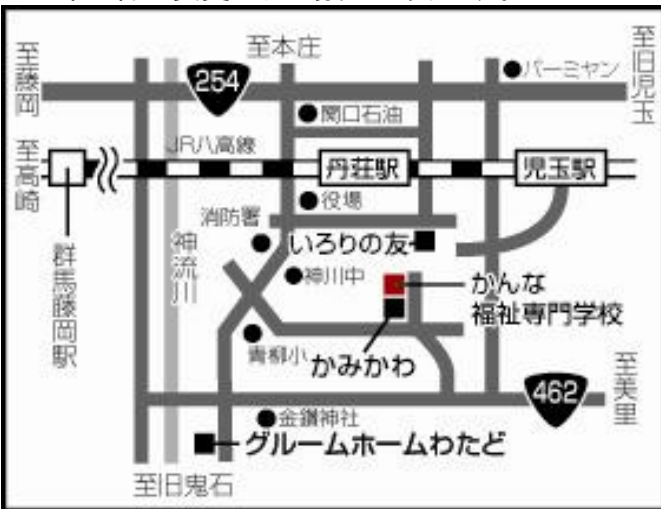 至本庄
至藤岡
254
バーミヤン
至旧児玉
関口石油
JR八高線
至高崎
丹荘駅
児玉駅
役場
消防署
いろりの友
神流川
群馬藤岡駅
神川中
かんな
福祉専門学校
青柳小
かみかわ
462
至美里
金鑚神社
グルームホームわたど
至旧鬼石